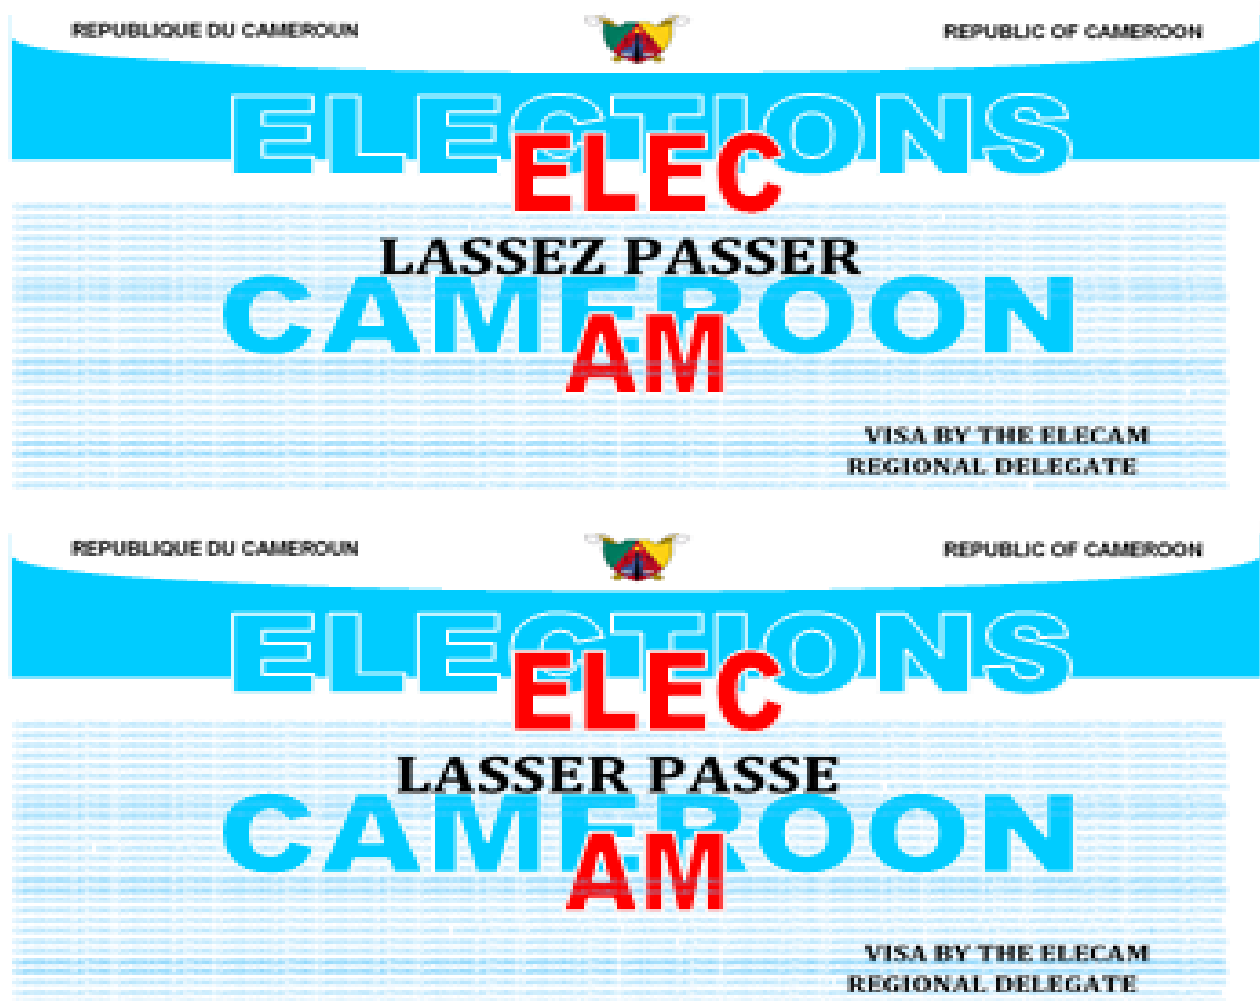 REPUBLIQUE DU CAMEROUN
REPUBLIC OF CAMEROON
ELECTIONS
ELEC
LASSEZ PASSER
CAMEROON
AM
VISA BY THE ELECAM
REGIONAL DELEGATE
REPUBLIQUE DU CAMEROUN
REPUBLIC OF CAMEROON
ELECTIONS
ELEC
LASSER PASSE
CAMEROON
AM
VISA BY THE ELECAM
REGIONAL DELEGATE